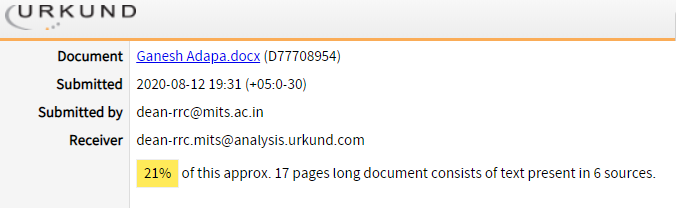 URKUND
Document Ganesh Adapa.docx (D77708954)
Submitted 2020-08-12 19:31 (+05:0-30)
Submitted by dean-rrc@mits.ac.in
Receiver dean-rrc.mits@analysis.urkund.com
21% of this approx. 17 pages long document consists of text present in 6 sources.